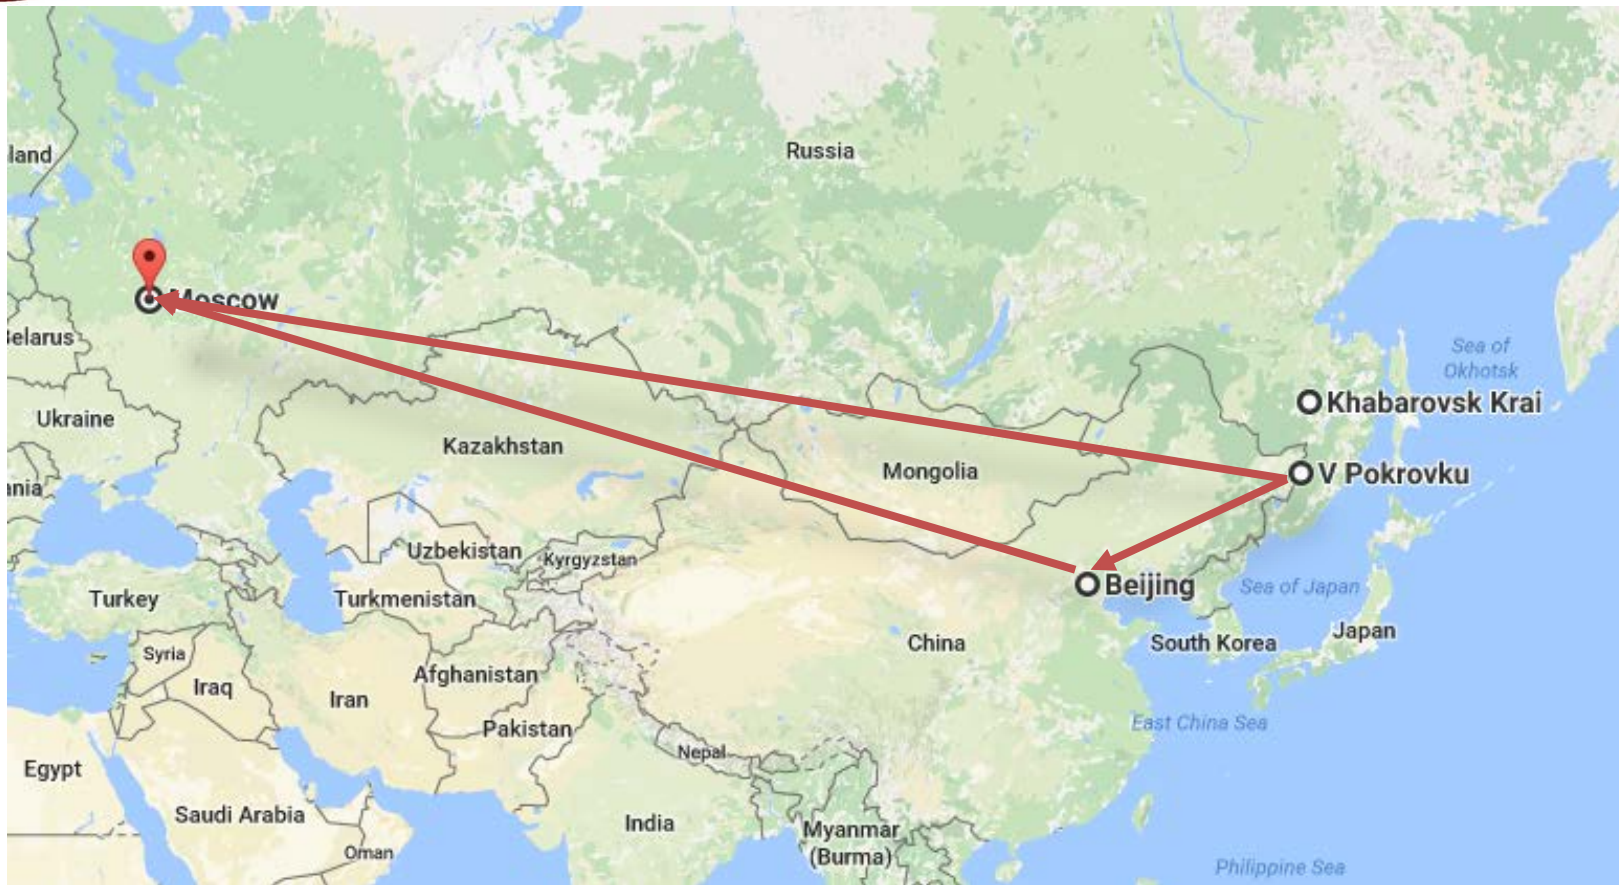 Russia
land
Moscow
Belarus
Sea of
Okhotsk
Khabarovsk Krai
Ukraine
Kazakhstan
Mongolia
V Pokrovku
ania
Uzbekistan
Kyrgyzstan
Beijing
Sea of Japan
Turkey
Turkmenistan
China
South Korea
Japan
Syria
Afghanistan
Iraq
Iran
Pakistan
East China Sea
Nepal
Egypt
Saudi Arabia
India
Myanmar
(Burma)
Oman
Philippine Sea